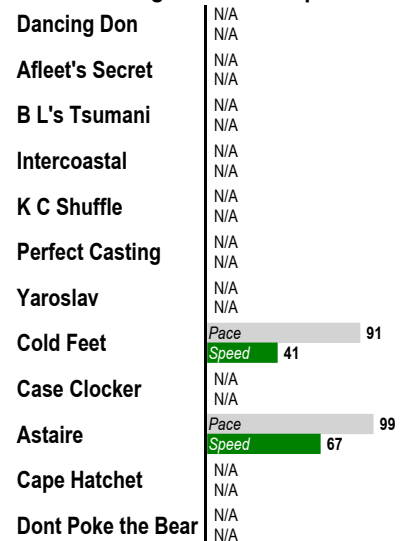 Dancing Don
N/A
N/A
Afleet's Secret
N/A
N/A
B L's Tsumani
N/A
N/A
Intercoastal
N/A
N/A
K C Shuffle
N/A
N/A
Perfect Casting
N/A
N/A
Yaroslav
N/A
N/A
Cold Feet
Pace 91
Speed 41
Case Clocker
N/A
N/A
Astaire
Pace 99
Speed 67
Cape Hatchet
N/A
N/A
Dont Poke the Bear
N/A
N/A